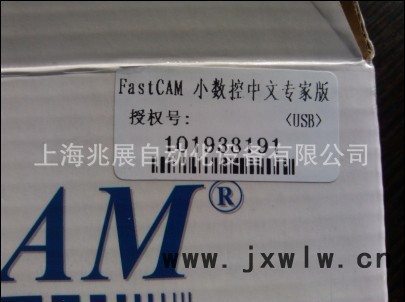 FastCAM 小数控中文专家版
授权号: <USB>
101938191
上海兆展自动化设备有限公司
AM®
www.jxwlw.cn